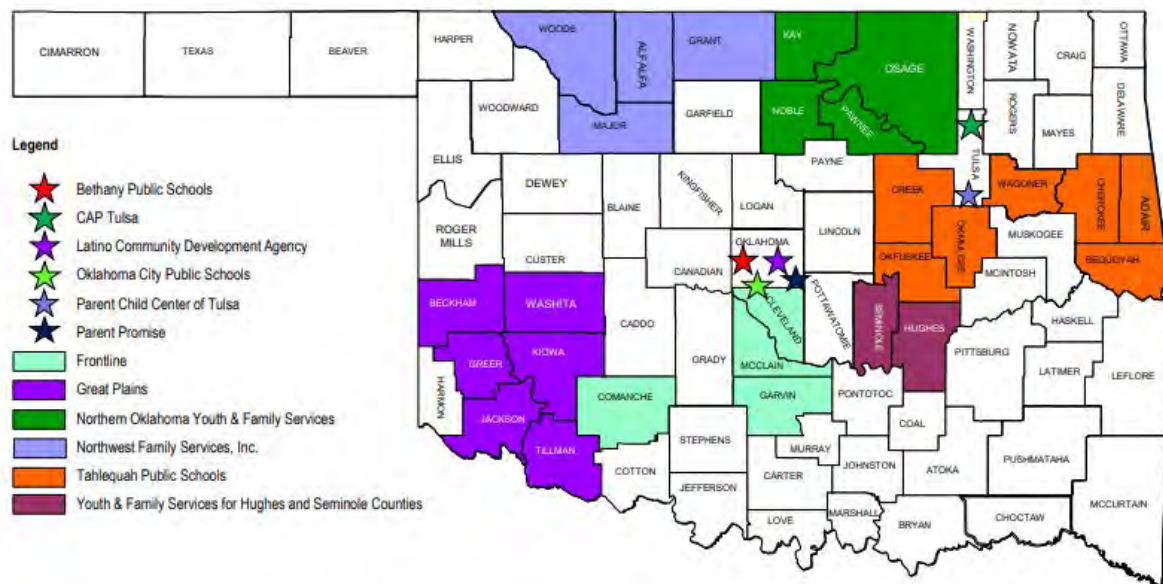 CIMARRON
TEXAS
BEAVER
HARPER
WOODS
ALFALFA
GRANT
KAY
OSAGE
WASHINGTON
NOWATA
CRAIG
OTTAWA
WOODWARD
MAJOR
GARFIELD
NOBLE
PAWNEE
ROGERS
MAYES
DELAWARE
Legend
Bethany Public Schools
CAP Tulsa
Latino Community Development Agency
Oklahoma City Public Schools
Parent Child Center of Tulsa
Parent Promise
Frontline
Great Plains
Northern Oklahoma Youth & Family Services
Northwest Family Services, Inc.
Tahlequah Public Schools
Youth & Family Services for Hughes and Seminole Counties
ELLIS
DEWEY
BLAINE
KINGFISHER
LOGAN
PAYNE
CREEK
TULSA
WAGONER
CHEROKEE
ADAIR
ROGER
MILLS
CUSTER
CANADIAN
OKLAHOMA
LINCOLN
OKFUSKEE
OKMULGEE
MUSKOGEE
MCINTOSH
SEQUOYAH
BECKHAM
WASHITA
CADDO
GRADY
CLEVELAND
POTTAWATOMIE
SEMINOLE
HUGHES
PITTSBURG
HASKELL
LATIMER
LEFLORE
GREER
KIOWA
HARMON
JACKSON
TILLMAN
COMANCHE
MCCLAIN
GARVIN
PONTOTOC
COAL
STEPHENS
MURRAY
COTTON
CARTER
JOHNSTON
ATOKA
PUSHMATAHA
JEFFERSON
LOVE
MARSHALL
BRYAN
CHOCTAW
MCCURTAIN